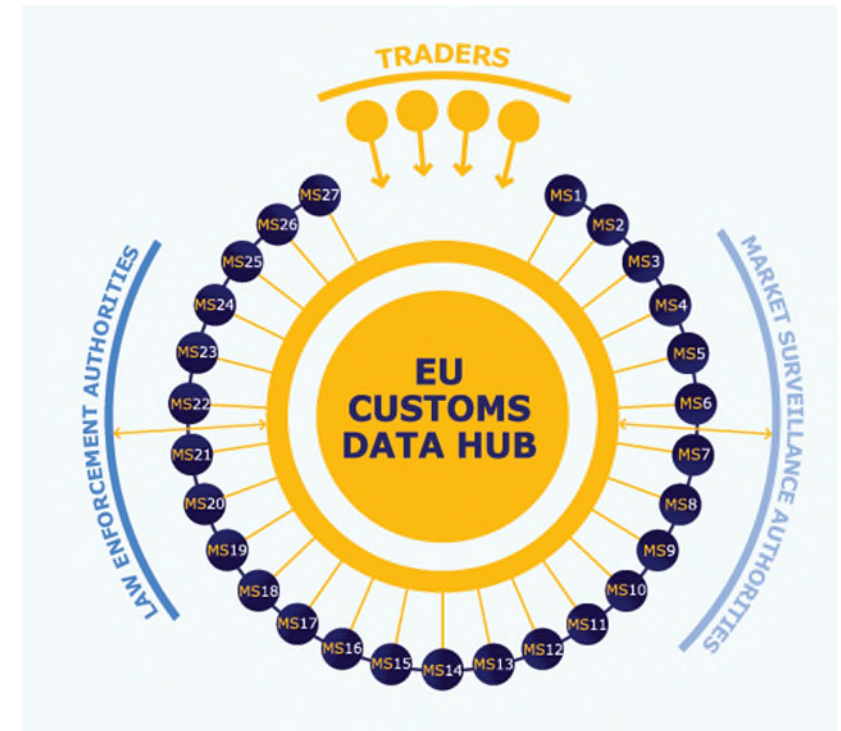 TRADERS
MS27
MS1
MS26
MS2
MS25
MS3
MS24
MS4
MS23
MS5
MS22
MS6
MS21
MS7
MS20
MS8
MS19
MS9
MS18
MS10
MS17
MS11
MS16
MS12
MS15
MS13
MS14
LAW ENFORCEMENT AUTHORITIES
EU
CUSTOMS
DATA HUB
MARKET SURVEILLANCE AUTHORITIES